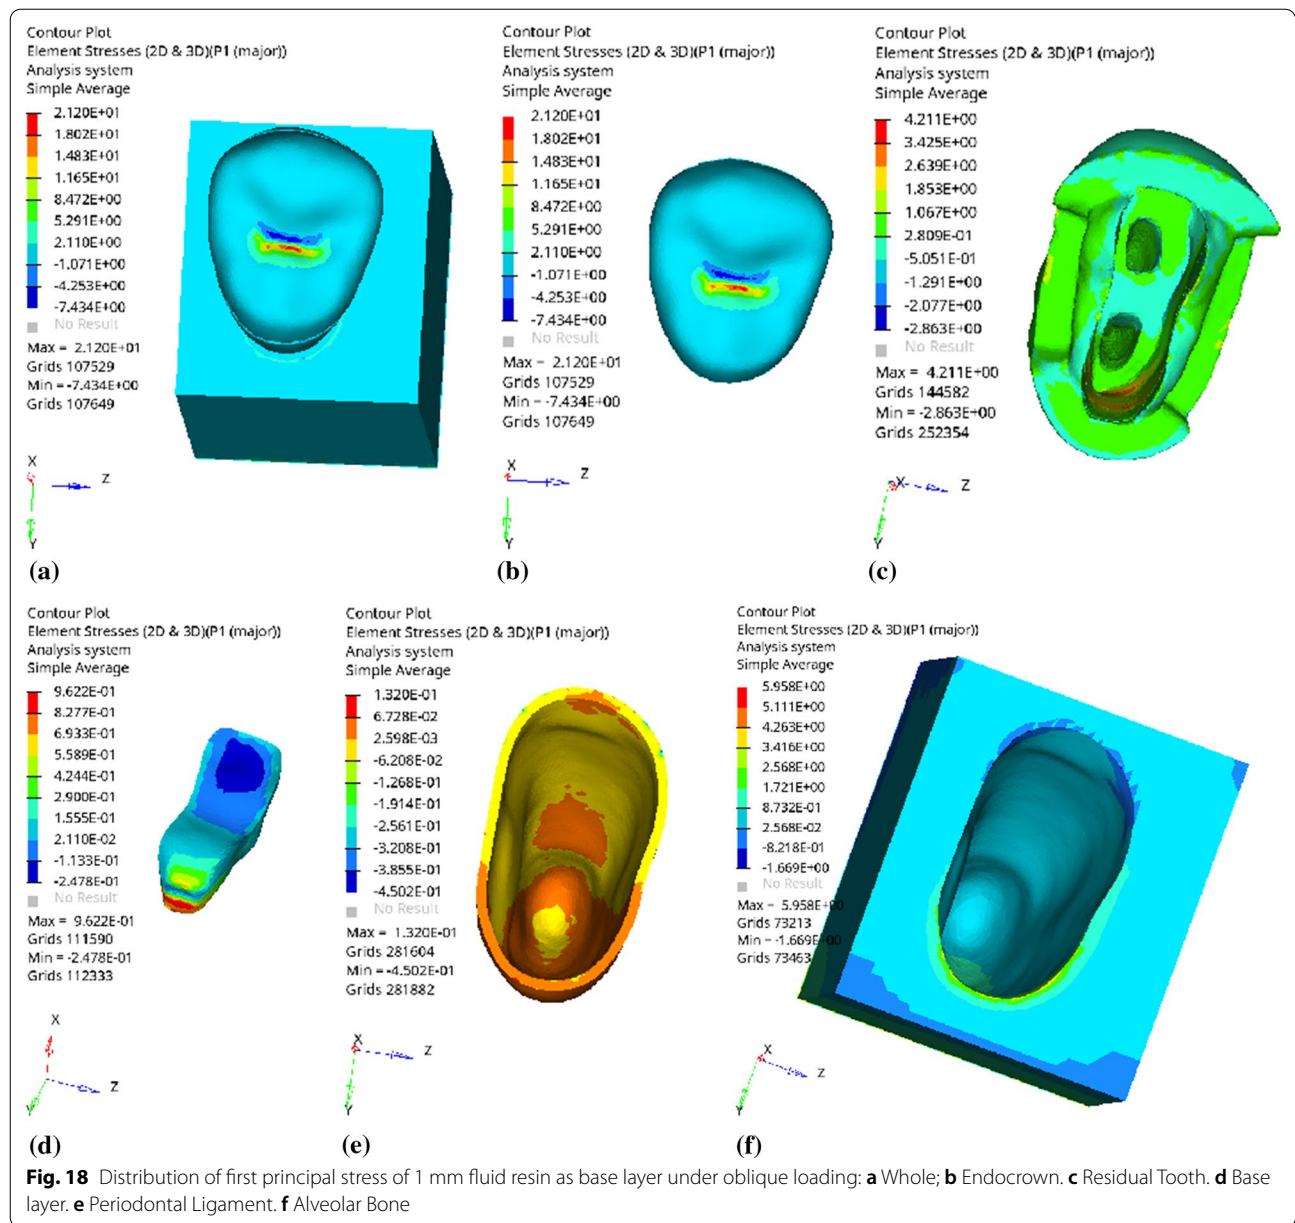 Contour Plot
Element Stresses (2D & 3D)(P1 (major))
Analysis system
Simple Average
2.120E+01
1.802E+01
1.483E+01
1.165E+01
8.472E+00
5.291E+00
2.110E+00
-1.071E+00
-4.253E+00
-7.434E+00
No Result
Max = 2.120E+01
Grids 107529
Min = -7.434E+00
Grids 107649
X
Z
Y
(a)
Contour Plot
Element Stresses (2D & 3D)(P1 (major))
Analysis system
Simple Average
2.120E+01
1.802E+01
1.483E+01
1.165E+01
8.472E+00
5.291E+00
2.110E+00
-1.071E+00
-4.253E+00
-7.434E+00
No Result
Max = 2.120E+01
Grids 107529
Min = -7.434E+00
Grids 107649
X
Z
Y
(b)
Contour Plot
Element Stresses (2D & 3D)(P1 (major))
Analysis system
Simple Average
4.211E+00
3.425E+00
2.639E+00
1.853E+00
1.067E+00
2.809E-01
-5.051E-01
-1.291E+00
-2.077E+00
-2.863E+00
No Result
Max = 4.211E+00
Grids 144582
Min = -2.863E+00
Grids 252354
X
Z
Y
(c)
Contour Plot
Element Stresses (2D & 3D)(P1 (major))
Analysis system
Simple Average
9.622E-01
8.277E-01
6.933E-01
5.589E-01
4.244E-01
2.900E-01
1.555E-01
2.110E-02
-1.133E-01
-2.478E-01
No Result
Max = 9.622E-01
Grids 111590
Min = -2.478E-01
Grids 112333
X
Z
Y
(d)
Contour Plot
Element Stresses (2D & 3D)(P1 (major))
Analysis system
Simple Average
1.320E-01
6.728E-02
2.598E-03
-6.208E-02
-1.268E-01
-1.914E-01
-2.561E-01
-3.208E-01
-3.855E-01
-4.502E-01
No Result
Max = 1.320E-01
Grids 281604
Min = -4.502E-01
Grids 281882
X
Z
Y
(e)
Contour Plot
Element Stresses (2D & 3D)(P1 (major))
Analysis system
Simple Average
5.958E+00
5.111E+00
4.263E+00
3.416E+00
2.568E+00
1.721E+00
8.732E-01
2.568E-02
-8.218E-01
-1.669E+00
No Result
Max = 5.958E+00
Grids 73213
Min = -1.669E+00
Grids 73463
X
Z
Y
(f)
Fig. 18 Distribution of first principal stress of 1 mm fluid resin as base layer under oblique loading: a Whole; b Endocrown. c Residual Tooth. d Base
layer. e Periodontal Ligament. f Alveolar Bone